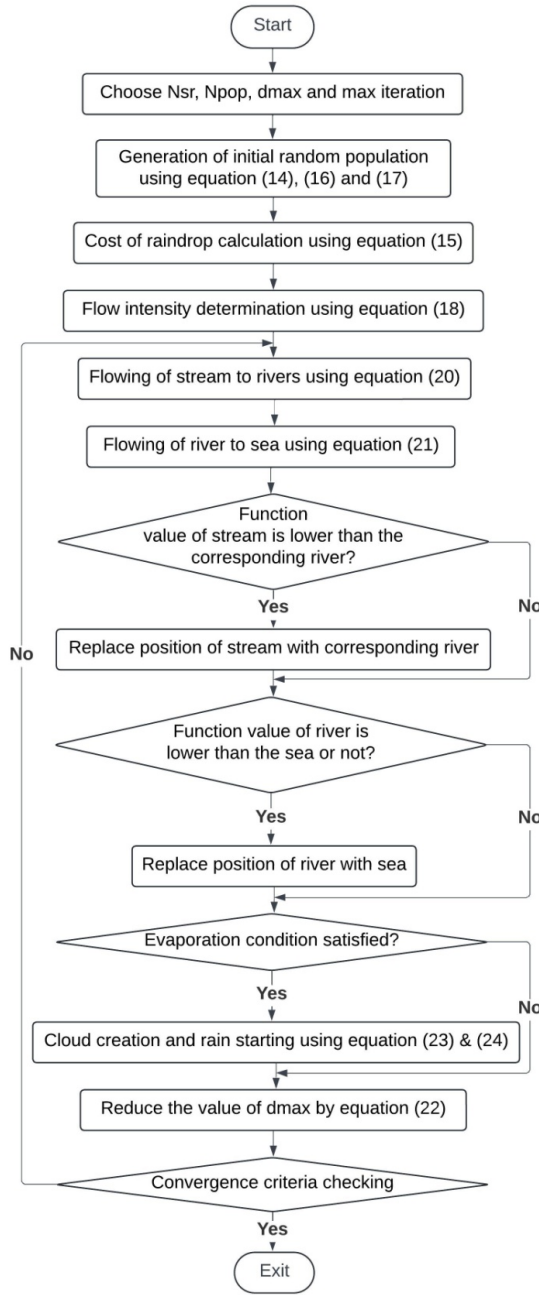 Start
Choose Nsr, Npop, dmax and max iteration
Generation of initial random population
using equation (14), (16) and (17)
Cost of raindrop calculation using equation (15)
Flow intensity determination using equation (18)
Flowing of stream to rivers using equation (20)
Flowing of river to sea using equation (21)
Function
value of stream is lower than the
corresponding river?
Yes
No
Replace position of stream with corresponding river
No
Function value of river is
lower than the sea or not?
Yes
No
Replace position of river with sea
Evaporation condition satisfied?
Yes
No
Cloud creation and rain starting using equation (23) & (24)
Reduce the value of dmax by equation (22)
Convergence criteria checking
Yes
Exit